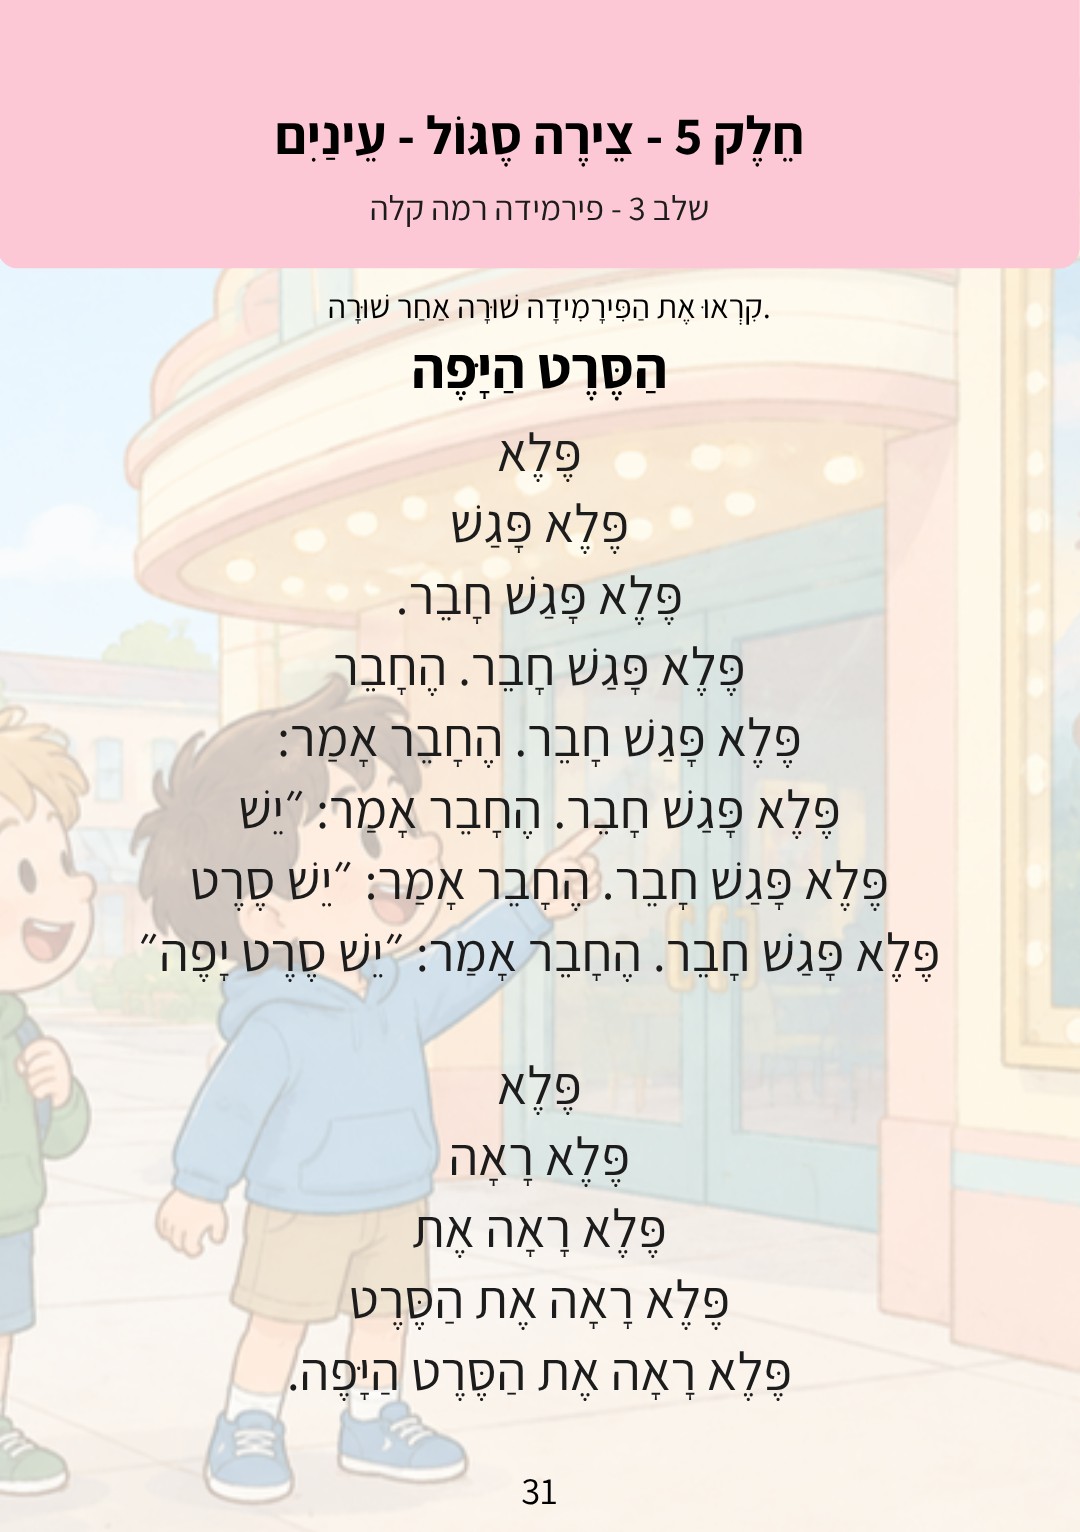 חֵלֶק 5 - צֵירֶה סֶגּוֹל - עֵינַיִם
שלב 3 - פירמידה רמה קלה
קִרְאוּ אֶת הַפִּירָמִידָה שׁוּרָה אַחַר שׁוּרָה.
הַסֶּרֶט הַיָּפֶה
פֶּלֶא
פֶּלֶא פָּגַשׁ
פֶּלֶא פָּגַשׁ חָבֵר.
פֶּלֶא פָּגַשׁ חָבֵר. הֶחָבֵר
פֶּלֶא פָּגַשׁ חָבֵר. הֶחָבֵר אָמַר:
פֶּלֶא פָּגַשׁ חָבֵר. הֶחָבֵר אָמַר: ״יֵשׁ
פֶּלֶא פָּגַשׁ חָבֵר. הֶחָבֵר אָמַר: ״יֵשׁ סֶרֶט
פֶּלֶא פָּגַשׁ חָבֵר. הֶחָבֵר אָמַר: ״יֵשׁ סֶרֶט יָפֶה״
פֶּלֶא
פֶּלֶא רָאָה
פֶּלֶא רָאָה אֶת
פֶּלֶא רָאָה אֶת הַסֶּרֶט
פֶּלֶא רָאָה אֶת הַסֶּרֶט הַיָּפֶה.
31